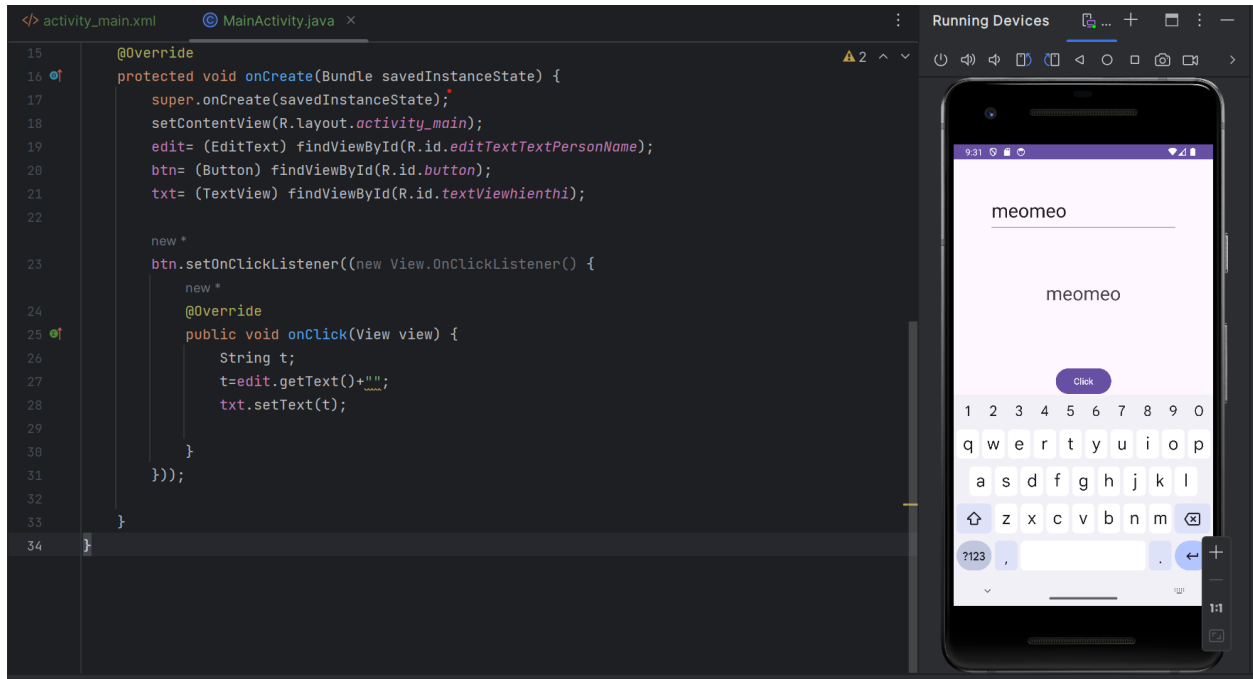 activity_main.xml
MainActivity.java
Running Devices
...
2
15 @Override
16 protected void onCreate(Bundle savedInstanceState) {
17 super.onCreate(savedInstanceState);
18 setContentView(R.layout.activity_main);
19 edit= (EditText) findViewById(R.id.editTextTextPersonName);
20 btn= (Button) findViewById(R.id.button);
21 txt= (TextView) findViewById(R.id.textViewhienthi);
22
new *
23 btn.setOnClickListener((new View.OnClickListener() {
new *
24 @Override
25 public void onClick(View view) {
26 String t;
27 t=edit.getText()+"";
28 txt.setText(t);
29
30 }
31 }));
32
33 }
34 }
9:31
meomeo
meomeo
Click
1 2 3 4 5 6 7 8 9 0
q w e r t y u i o p
a s d f g h j k l
z x c v b n m
?123 , .
1:1